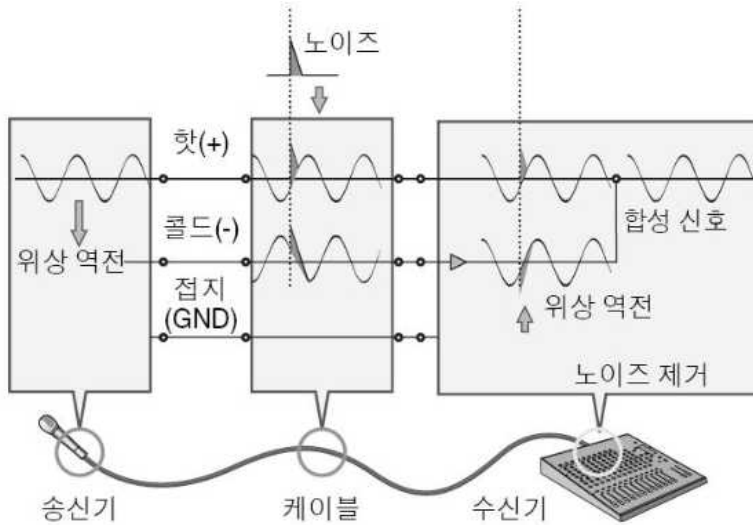 노이즈
핫(+)
합성 신호
콜드(-)
위상 역전
접지
(GND)
위상 역전
노이즈 제거
송신기
케이블
수신기